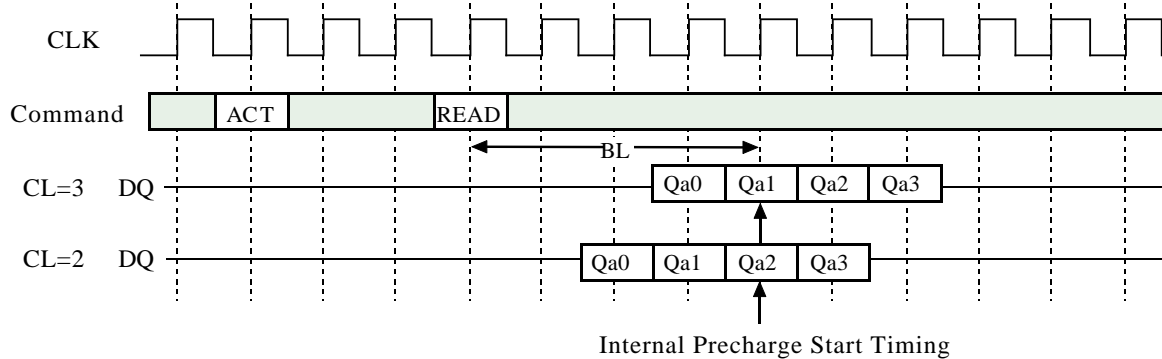 CLK
Command ACT READ
BL
CL=3 DQ Qa0 Qa1 Qa2 Qa3
CL=2 DQ Qa0 Qa1 Qa2 Qa3
Internal Precharge Start Timing